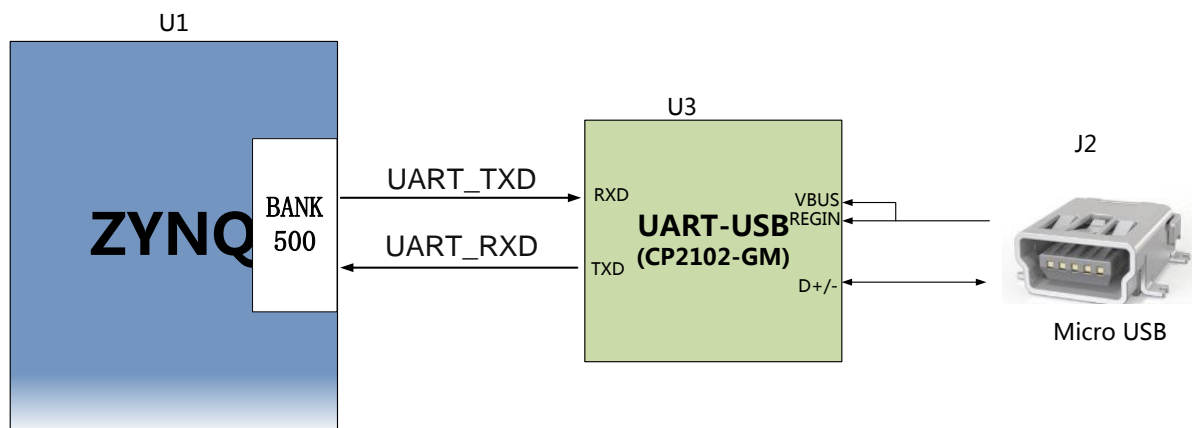 U1
ZYNQ
BANK
500
UART_TXD
UART_RXD
U3
RXD
TXD
UART-USB
(CP2102-GM)
VBUS
REGIN
D+/-
J2
Micro USB